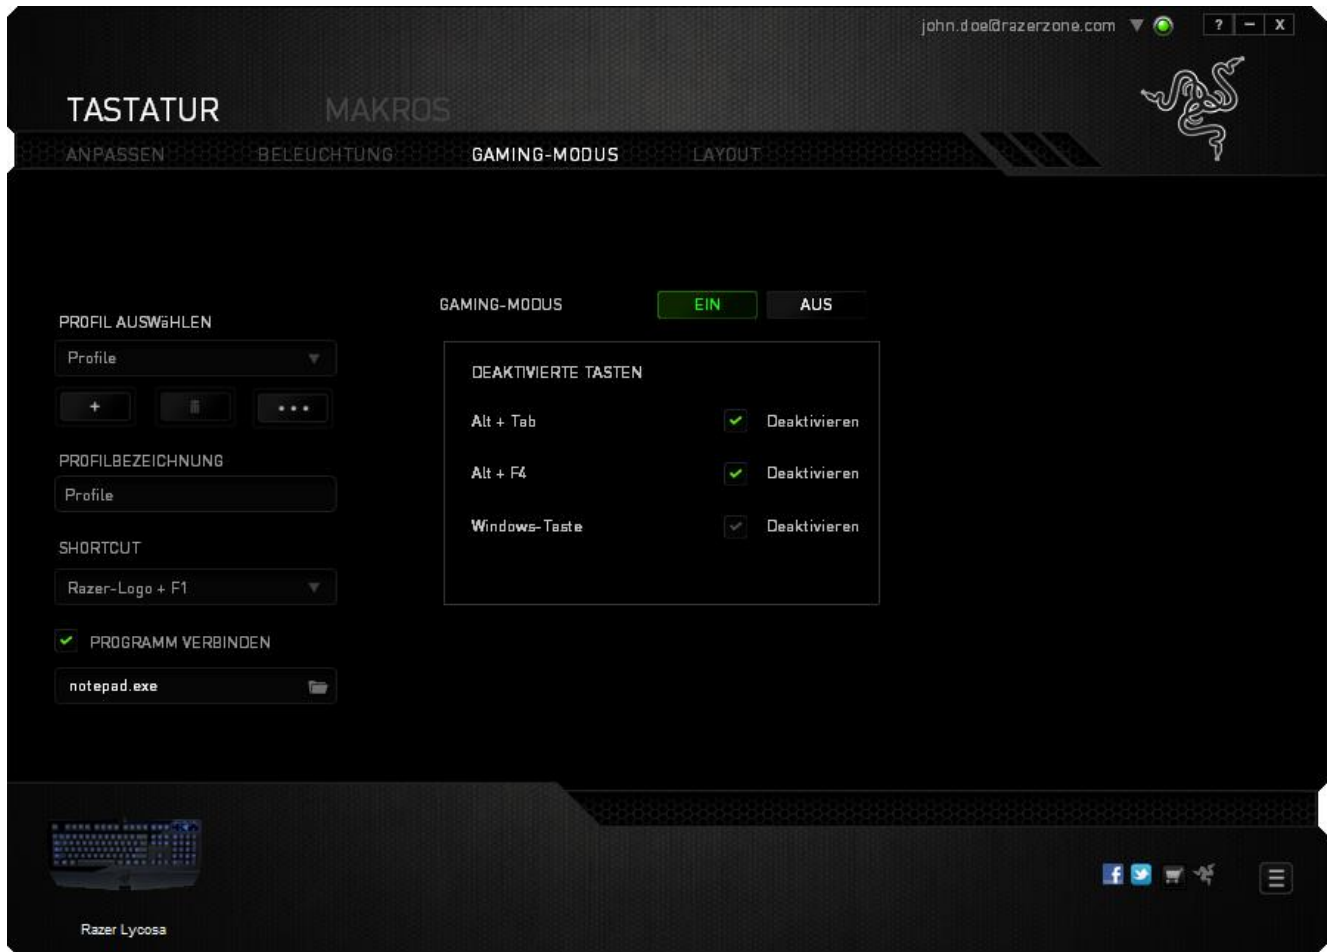 john.doe@razerzone.com
? – X
TASTATUR MAKROS
ANPASSEN BELEUCHTUNG GAMING-MODUS LAYOUT
GAMING-MODUS EIN AUS
PROFIL AUSWäHLEN
Profile
+ •••
DEAKTIVIERTE TASTEN
Alt + Tab Deaktivieren
Alt + F4 Deaktivieren
Windows-Taste Deaktivieren
PROFILBEZEICHNUNG
Profile
SHORTCUT
Razer-Logo + F1
PROGRAMM VERBINDEN
notepad.exe
Razer Lycosa